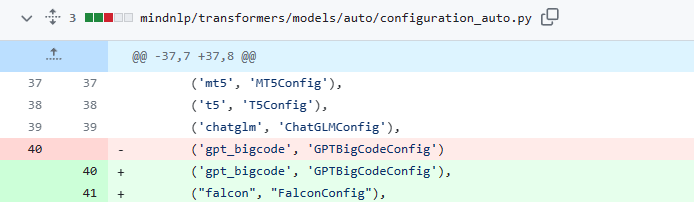 3 mindnlp/transformers/models/auto/configuration_auto.py
@@ -37,7 +37,8 @@
37 37 ('mt5', 'MT5Config'),
38 38 ('t5', 'T5Config'),
39 39 ('chatglm', 'ChatGLMConfig'),
40 - ('gpt_bigcode', 'GPTBigCodeConfig')
40 + ('gpt_bigcode', 'GPTBigCodeConfig'),
41 + ("falcon", "FalconConfig"),